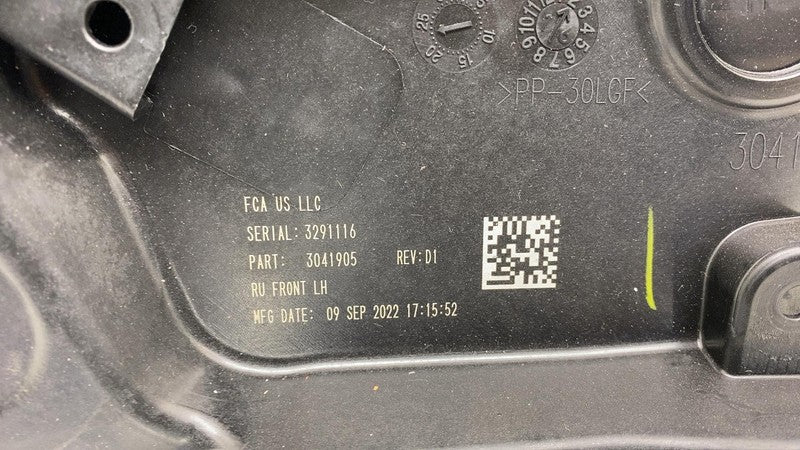 >PP-30LGF<
3041
FCA US LLC
SERIAL: 3291116
PART: 3041905 REV:D1
RU FRONT LH
MFG DATE: 09 SEP 2022 17:15:52